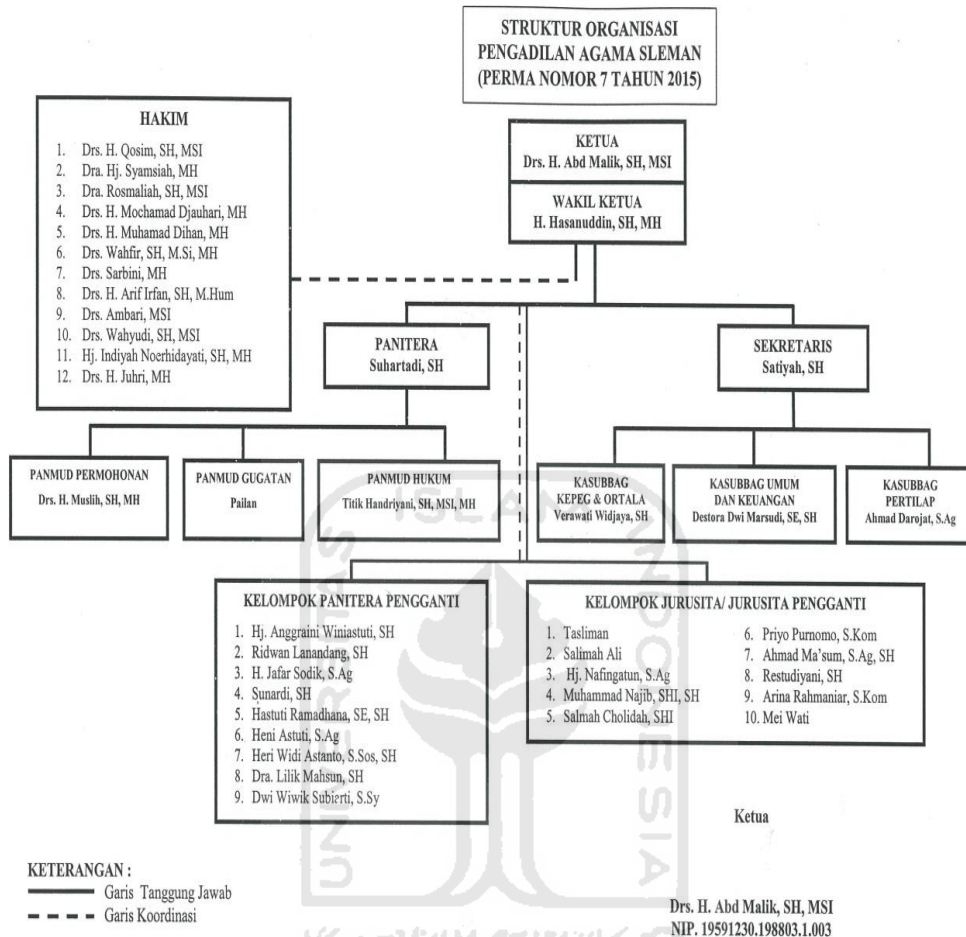 STRUKTUR ORGANISASI
PENGADILAN AGAMA SLEMAN
(PERMA NOMOR 7 TAHUN 2015)
HAKIM
1. Drs. H. Qosim, SH, MSI
2. Dra. Hj. Syamsiah, MH
3. Dra. Rosmaliah, SH, MSI
4. Drs. H. Mochamad Djauhari, MH
5. Drs. H. Muhamad Dihan, MH
6. Drs. Wahfir, SH, M.Si, MH
7. Drs. Sarbini, MH
8. Drs. H. Arif Irfan, SH, M.Hum
9. Drs. Ambari, MSI
10. Drs. Wahyudi, SH, MSI
11. Hj. Indiyah Noerhidayati, SH, MH
12. Drs. H. Juhri, MH
KETUA
Drs. H. Abd Malik, SH, MSI
WAKIL KETUA
H. Hasanuddin, SH, MH
PANITERA
Suhartadi, SH
SEKRETARIS
Satiyah, SH
PANMUD PERMOHONAN
Drs. H. Muslih, SH, MH
PANMUD GUGATAN
Pailan
PANMUD HUKUM
Titik Handriyani, SH, MSI, MH
KASUBBAG
KEPEG & ORTALA
Verawati Widjaya, SH
KASUBBAG UMUM
DAN KEUANGAN
Destora Dwi Marsudi, SE, SH
KASUBBAG
PERTILAP
Ahmad Darojat, S.Ag
KELOMPOK PANITERA PENGGANTI
1. Hj. Anggraini Winiastuti, SH
2. Ridwan Lanandang, SH
3. H. Jafar Sodik, S.Ag
4. Sunardi, SH
5. Hastuti Ramadhana, SE, SH
6. Heni Astuti, S.Ag
7. Heri Widi Astanto, S.Sos, SH
8. Dra. Lilik Mahsun, SH
9. Dwi Wiwik Subiarti, S.Sy
KELOMPOK JURUSITA/ JURUSITA PENGGANTI
1. Tasliman
2. Salimah Ali
3. Hj. Nafingatun, S.Ag
4. Muhammad Najib, SHI, SH
5. Salmah Cholidah, SHI
6. Priyo Purnomo, S.Kom
7. Ahmad Ma'sum, S.Ag, SH
8. Restudiyani, SH
9. Arina Rahmaniar, S.Kom
10. Mei Wati
Ketua
Drs. H. Abd Malik, SH, MSI
NIP. 19591230.198803.1.003
KETERANGAN :
Garis Tanggung Jawab
Garis Koordinasi
UNIVERSITAS ISLAM INDONESIA